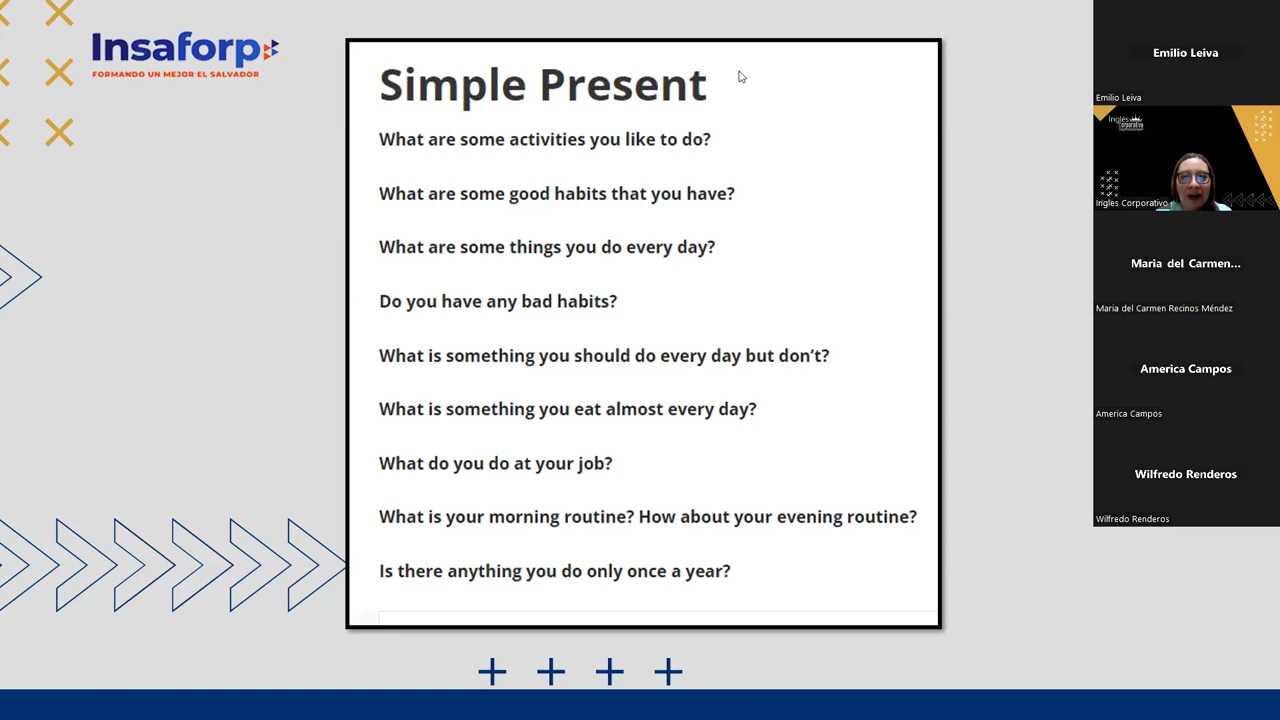 Insaforp
FORMANDO UN MEJOR EL SALVADOR
Simple Present
What are some activities you like to do?
What are some good habits that you have?
What are some things you do every day?
Do you have any bad habits?
What is something you should do every day but don't?
What is something you eat almost every day?
What do you do at your job?
What is your morning routine? How about your evening routine?
Is there anything you do only once a year?
Emilio Leiva
Emilio Leiva
Inglés
Corporativo
Ingles Corporativo
Maria del Carmen...
Maria del Carmen Recinos Méndez
America Campos
America Campos
Wilfredo Renderos
Wilfredo Renderos